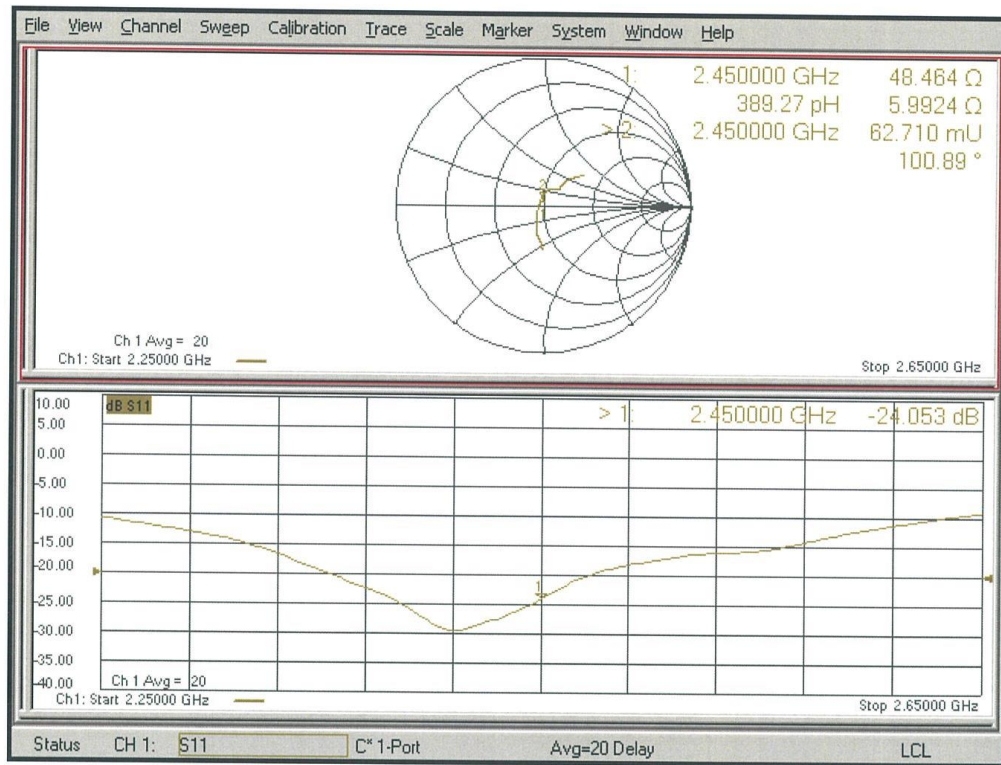 File View Channel Sweep Calibration Trace Scale Marker System Window Help
1: 2.450000 GHz 48.464 Ω
389.27 pH 5.9924 Ω
> 2 2.450000 GHz 62.710 mU
100.89 °
2
Ch 1 Avg = 20
Ch1: Start 2.25000 GHz
Stop 2.65000 GHz
dB S11
> 1: 2.450000 GHz -24.053 dB
10.00
5.00
0.00
-5.00
-10.00
-15.00
-20.00
-25.00
-30.00
-35.00
-40.00
1
Ch 1 Avg = 20
Ch1: Start 2.25000 GHz
Stop 2.65000 GHz
Status CH 1: S11 C* 1-Port Avg=20 Delay LCL